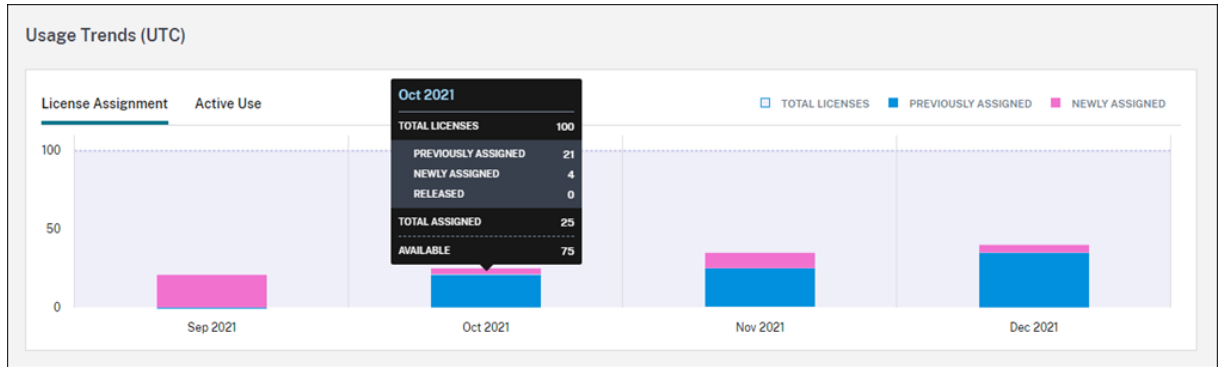 Usage Trends (UTC)
License Assignment Active Use
TOTAL LICENSES PREVIOUSLY ASSIGNED NEWLY ASSIGNED
Oct 2021
TOTAL LICENSES 100
PREVIOUSLY ASSIGNED 21
NEWLY ASSIGNED 4
RELEASED 0
TOTAL ASSIGNED 25
AVAILABLE 75
100
50
0
Sep 2021 Oct 2021 Nov 2021 Dec 2021